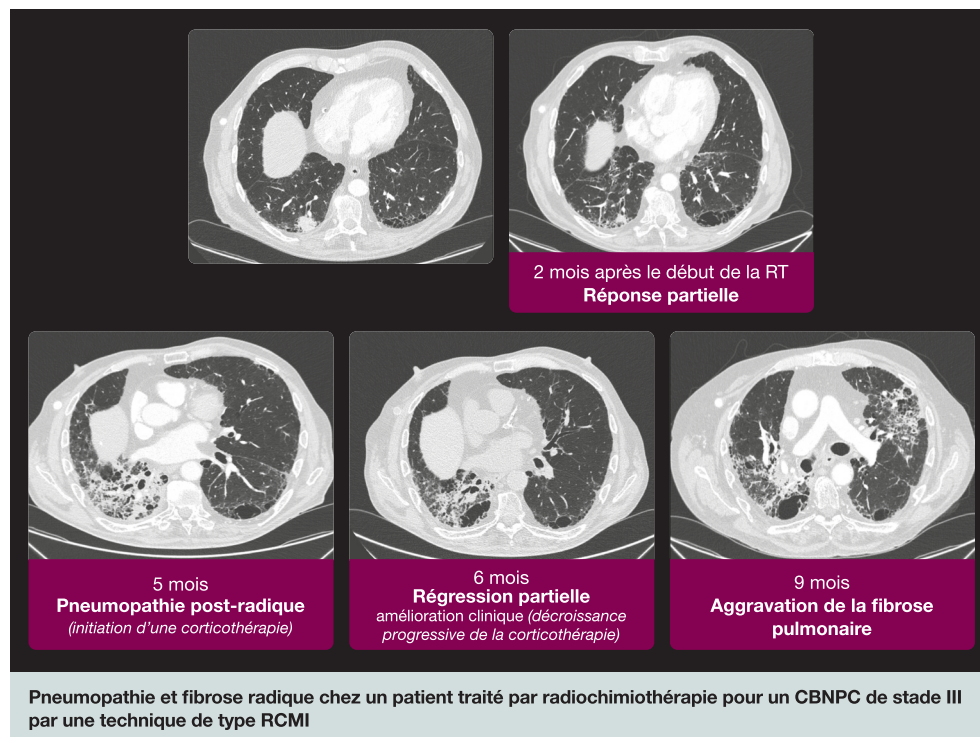 2 mois après le début de la RT
Réponse partielle
5 mois
Pneumopathie post-radique
(initiation d’une corticothérapie)
6 mois
Régression partielle
amélioration clinique (décroissance
progressive de la corticothérapie)
9 mois
Aggravation de la fibrose
pulmonaire
Pneumopathie et fibrose radique chez un patient traité par radiochimiothérapie pour un CBNPC de stade III
par une technique de type RCMI